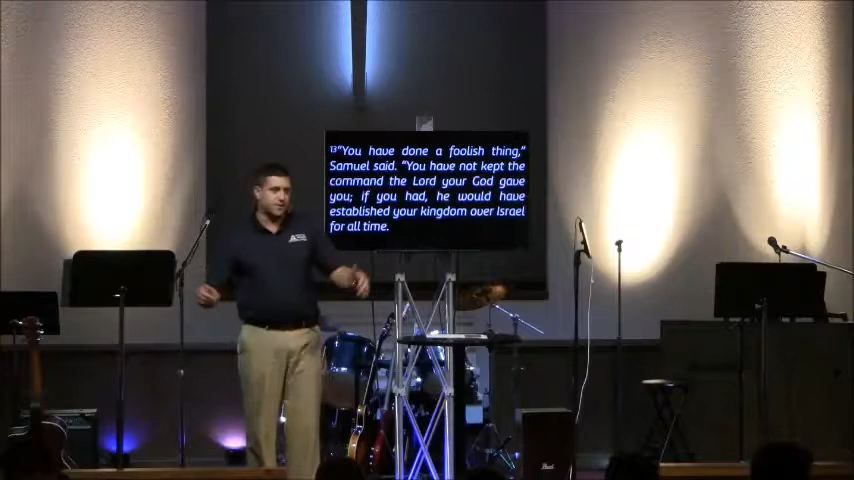 13"You have done a foolish thing,"
Samuel said. "You have not kept the
command the Lord your God gave
you; if you had, he would have
established your kingdom over Israel
for all time.